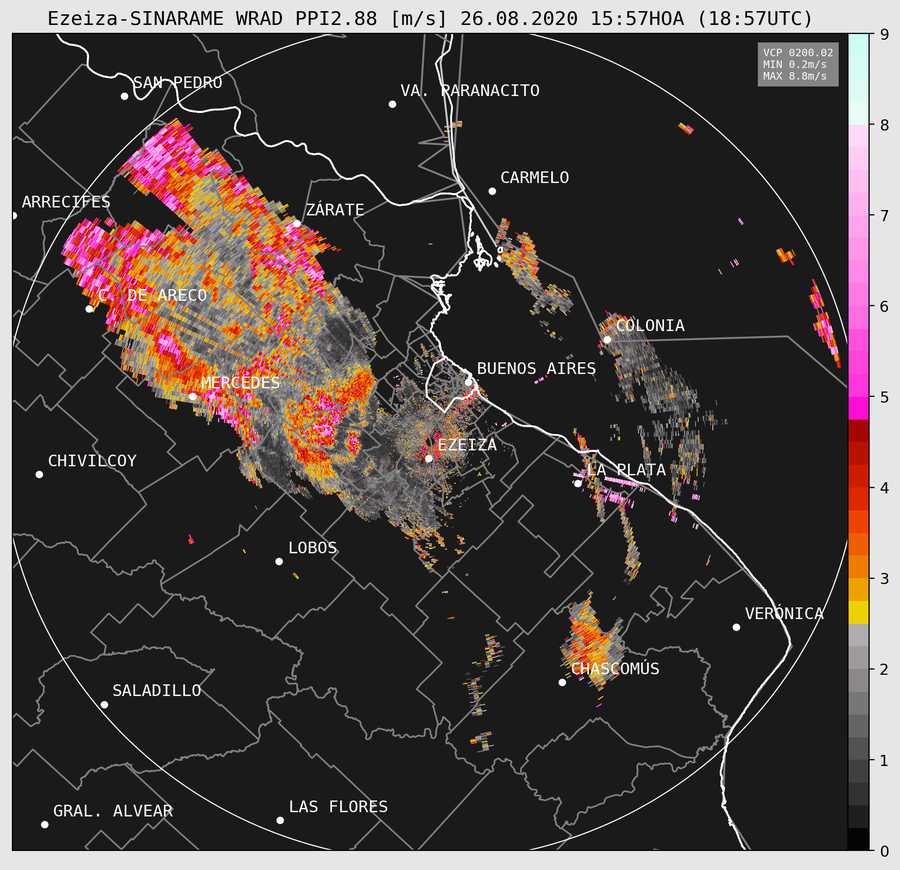 Ezeiza-SINARAME WRAD PPI2.88 [m/s] 26.08.2020 15:57HOA (18:57UTC)
VCP 0200.02
MIN 0.2m/s
MAX 8.8m/s
9
SAN PEDRO
VA. PARANACITO
8
CARMELO
ARRECIFES
ZÁRATE
7
C. DE ARECO
6
COLONIA
BUENOS AIRES
MERCEDES
5
EZEIZA
CHIVILCOY
LA PLATA
4
LOBOS
3
VERÓNICA
CHASCOMÚS
2
SALADILLO
1
GRAL. ALVEAR
LAS FLORES
0